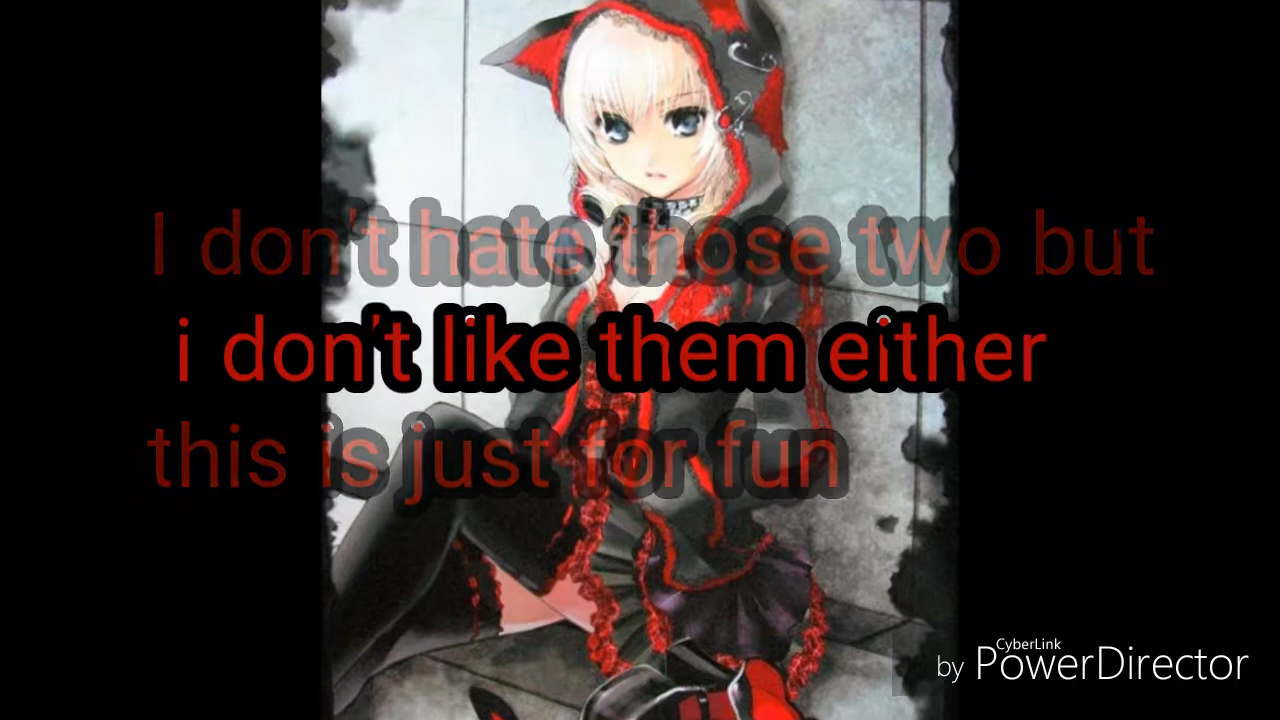 I don't hate those two but
i don't like them either
this is just for fun
CyberLink
by PowerDirector